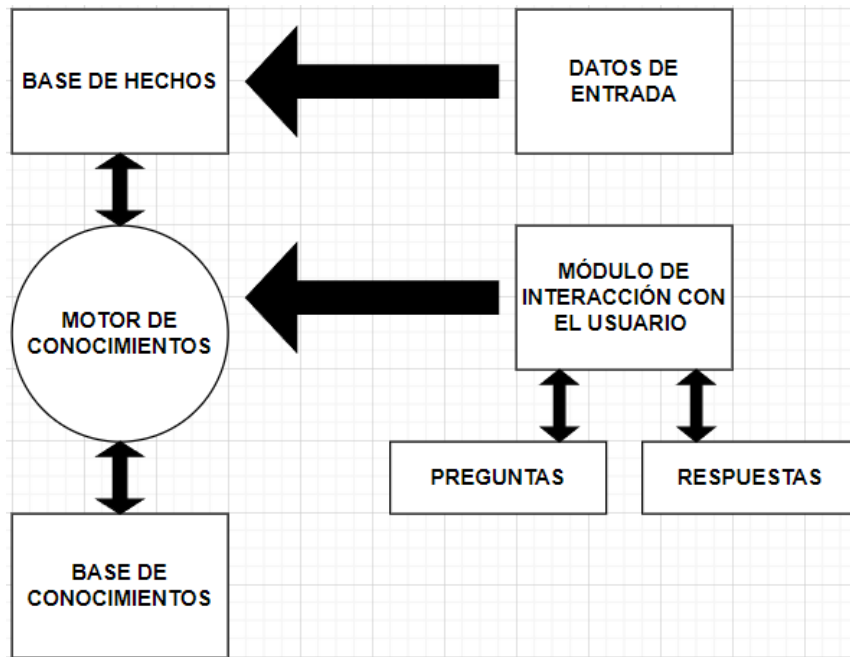 BASE DE HECHOS
DATOS DE
ENTRADA
MOTOR DE
CONOCIMIENTOS
MÓDULO DE
INTERACCIÓN CON
EL USUARIO
PREGUNTAS
RESPUESTAS
BASE DE
CONOCIMIENTOS